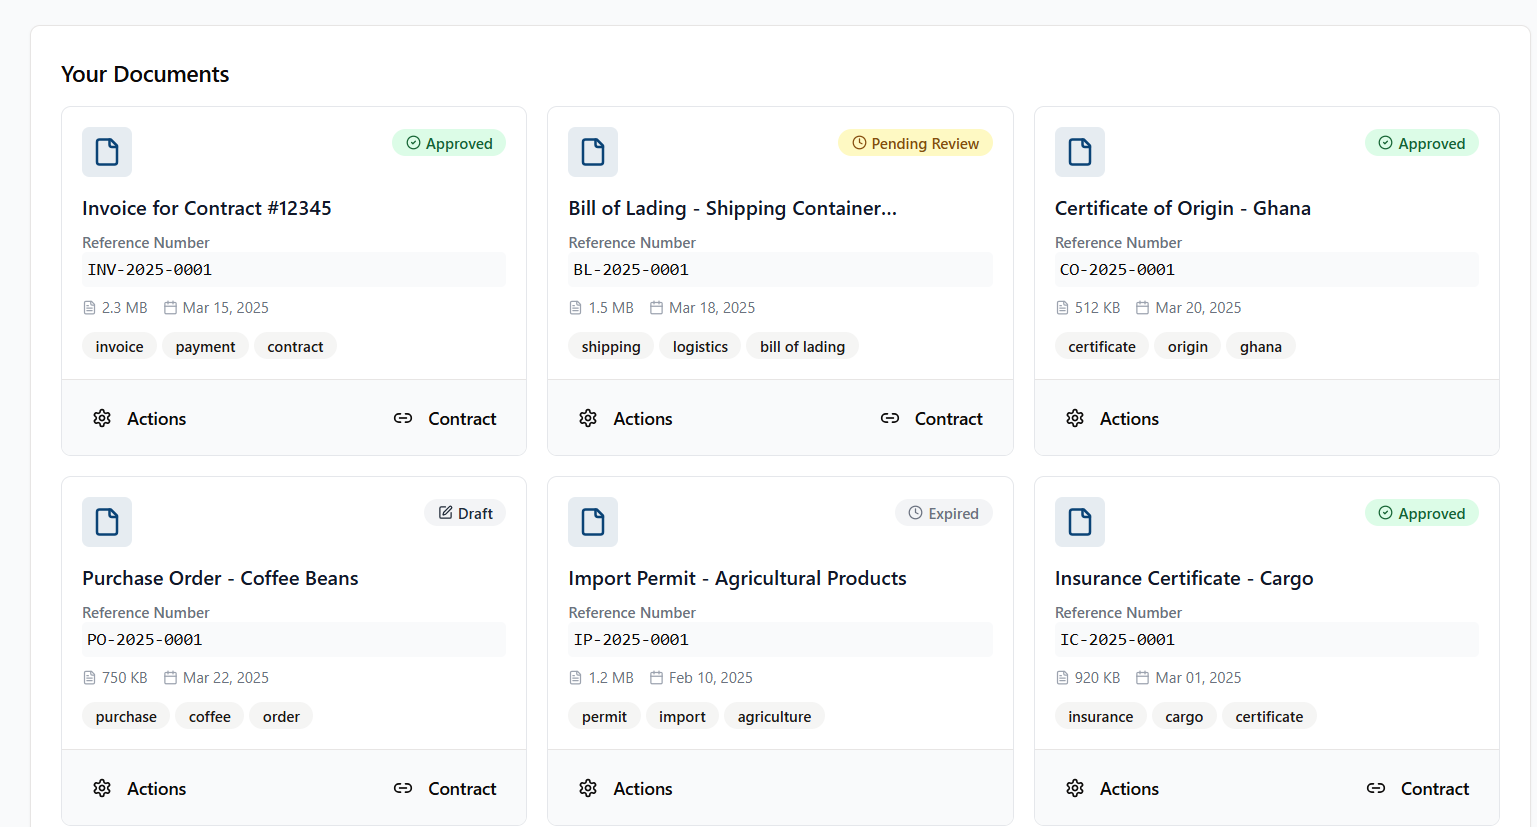 Your Documents
Approved
Invoice for Contract #12345
Reference Number
INV-2025-0001
2.3 MB Mar 15, 2025
invoice payment contract
Actions Contract
Pending Review
Bill of Lading - Shipping Container...
Reference Number
BL-2025-0001
1.5 MB Mar 18, 2025
shipping logistics bill of lading
Actions Contract
Approved
Certificate of Origin - Ghana
Reference Number
CO-2025-0001
512 KB Mar 20, 2025
certificate origin ghana
Actions
Draft
Purchase Order - Coffee Beans
Reference Number
PO-2025-0001
750 KB Mar 22, 2025
purchase coffee order
Actions Contract
Expired
Import Permit - Agricultural Products
Reference Number
IP-2025-0001
1.2 MB Feb 10, 2025
permit import agriculture
Actions
Approved
Insurance Certificate - Cargo
Reference Number
IC-2025-0001
920 KB Mar 01, 2025
insurance cargo certificate
Actions Contract